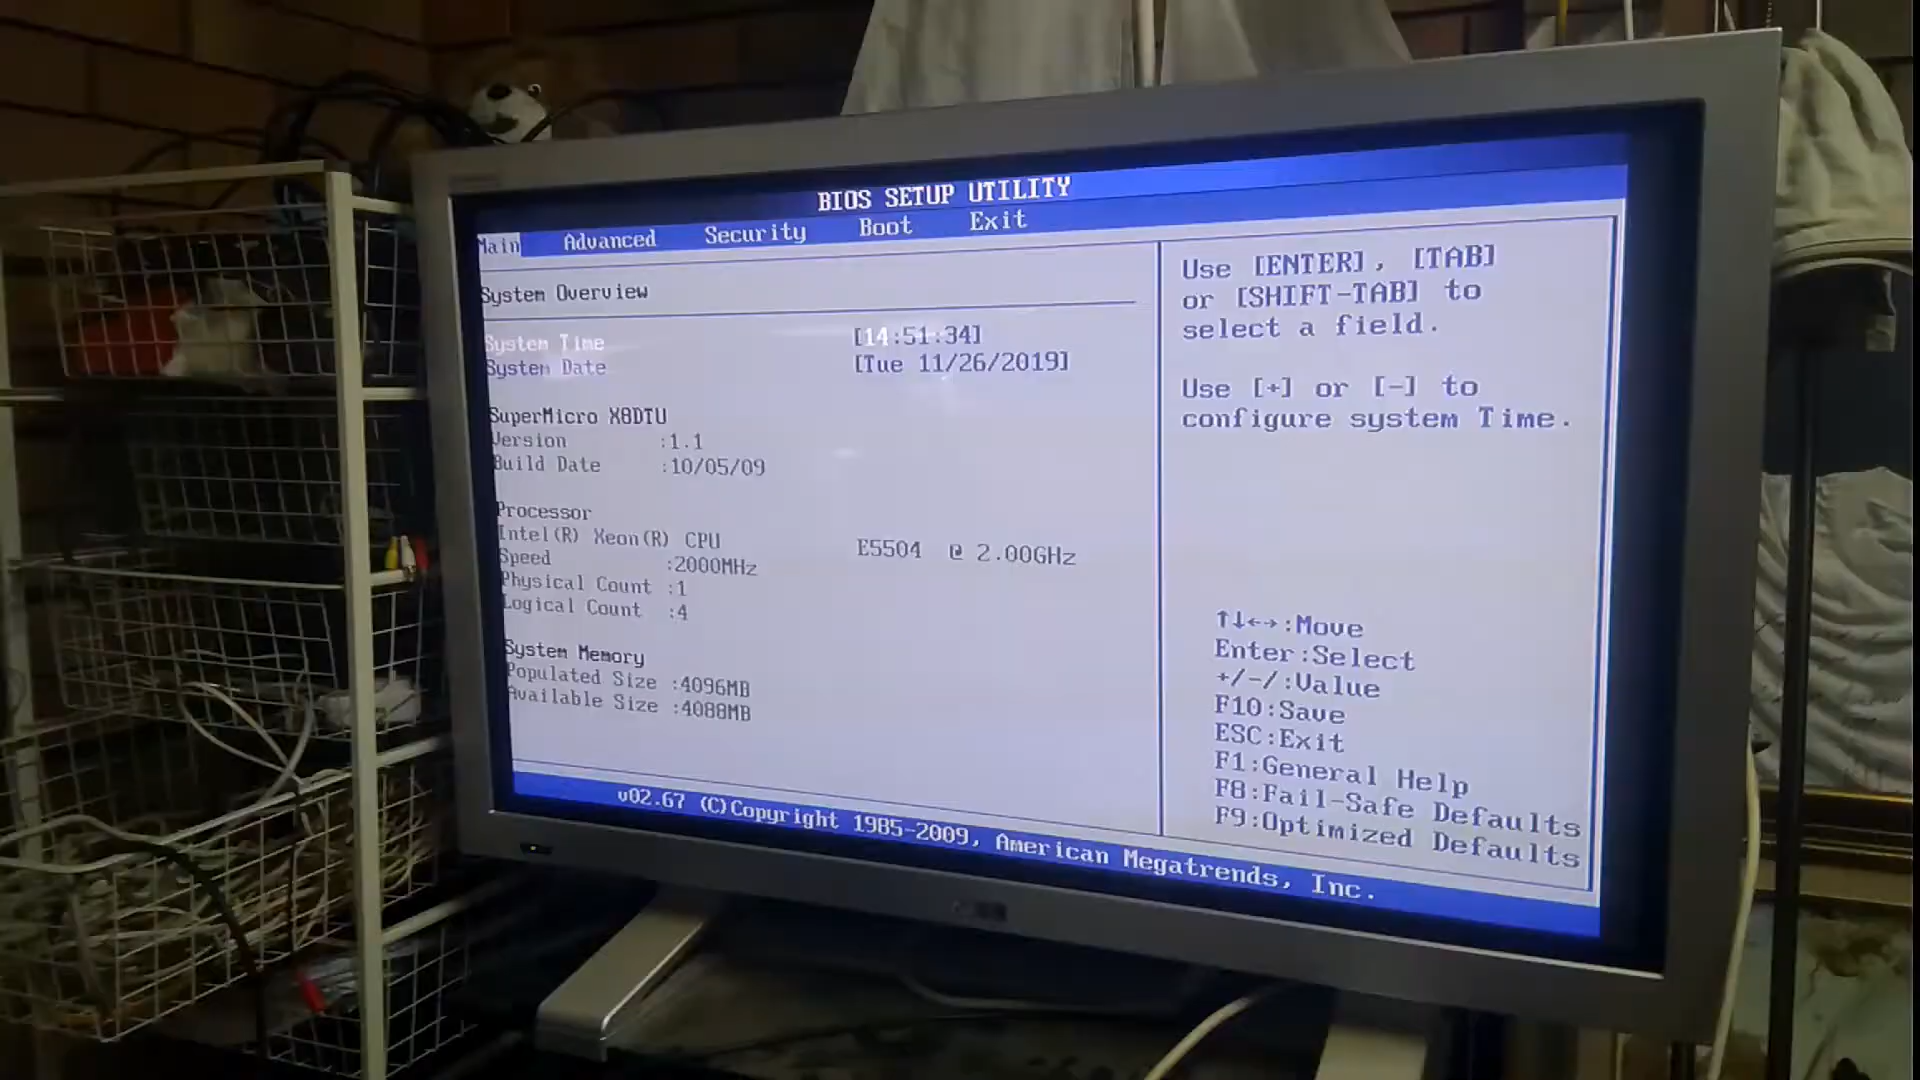 BIOS SETUP UTILITY
Main Advanced Security Boot Exit
System Overview
System Time [14:51:34]
System Date [Tue 11/26/2019]
SuperMicro X8DTU
Version :1.1
Build Date :10/05/09
Processor
Intel(R) Xeon(R) CPU E5504 @ 2.00GHz
Speed :2000MHz
Physical Count :1
Logical Count :4
System Memory
Populated Size :4096MB
Available Size :4088MB
Use [ENTER], [TAB]
or [SHIFT-TAB] to
select a field.
Use [+] or [-] to
configure system Time.
↑↓←→:Move
Enter:Select
+/-/:Value
F10:Save
ESC:Exit
F1:General Help
F8:Fail-Safe Defaults
F9:Optimized Defaults
v02.67 (C)Copyright 1985-2009, American Megatrends, Inc.